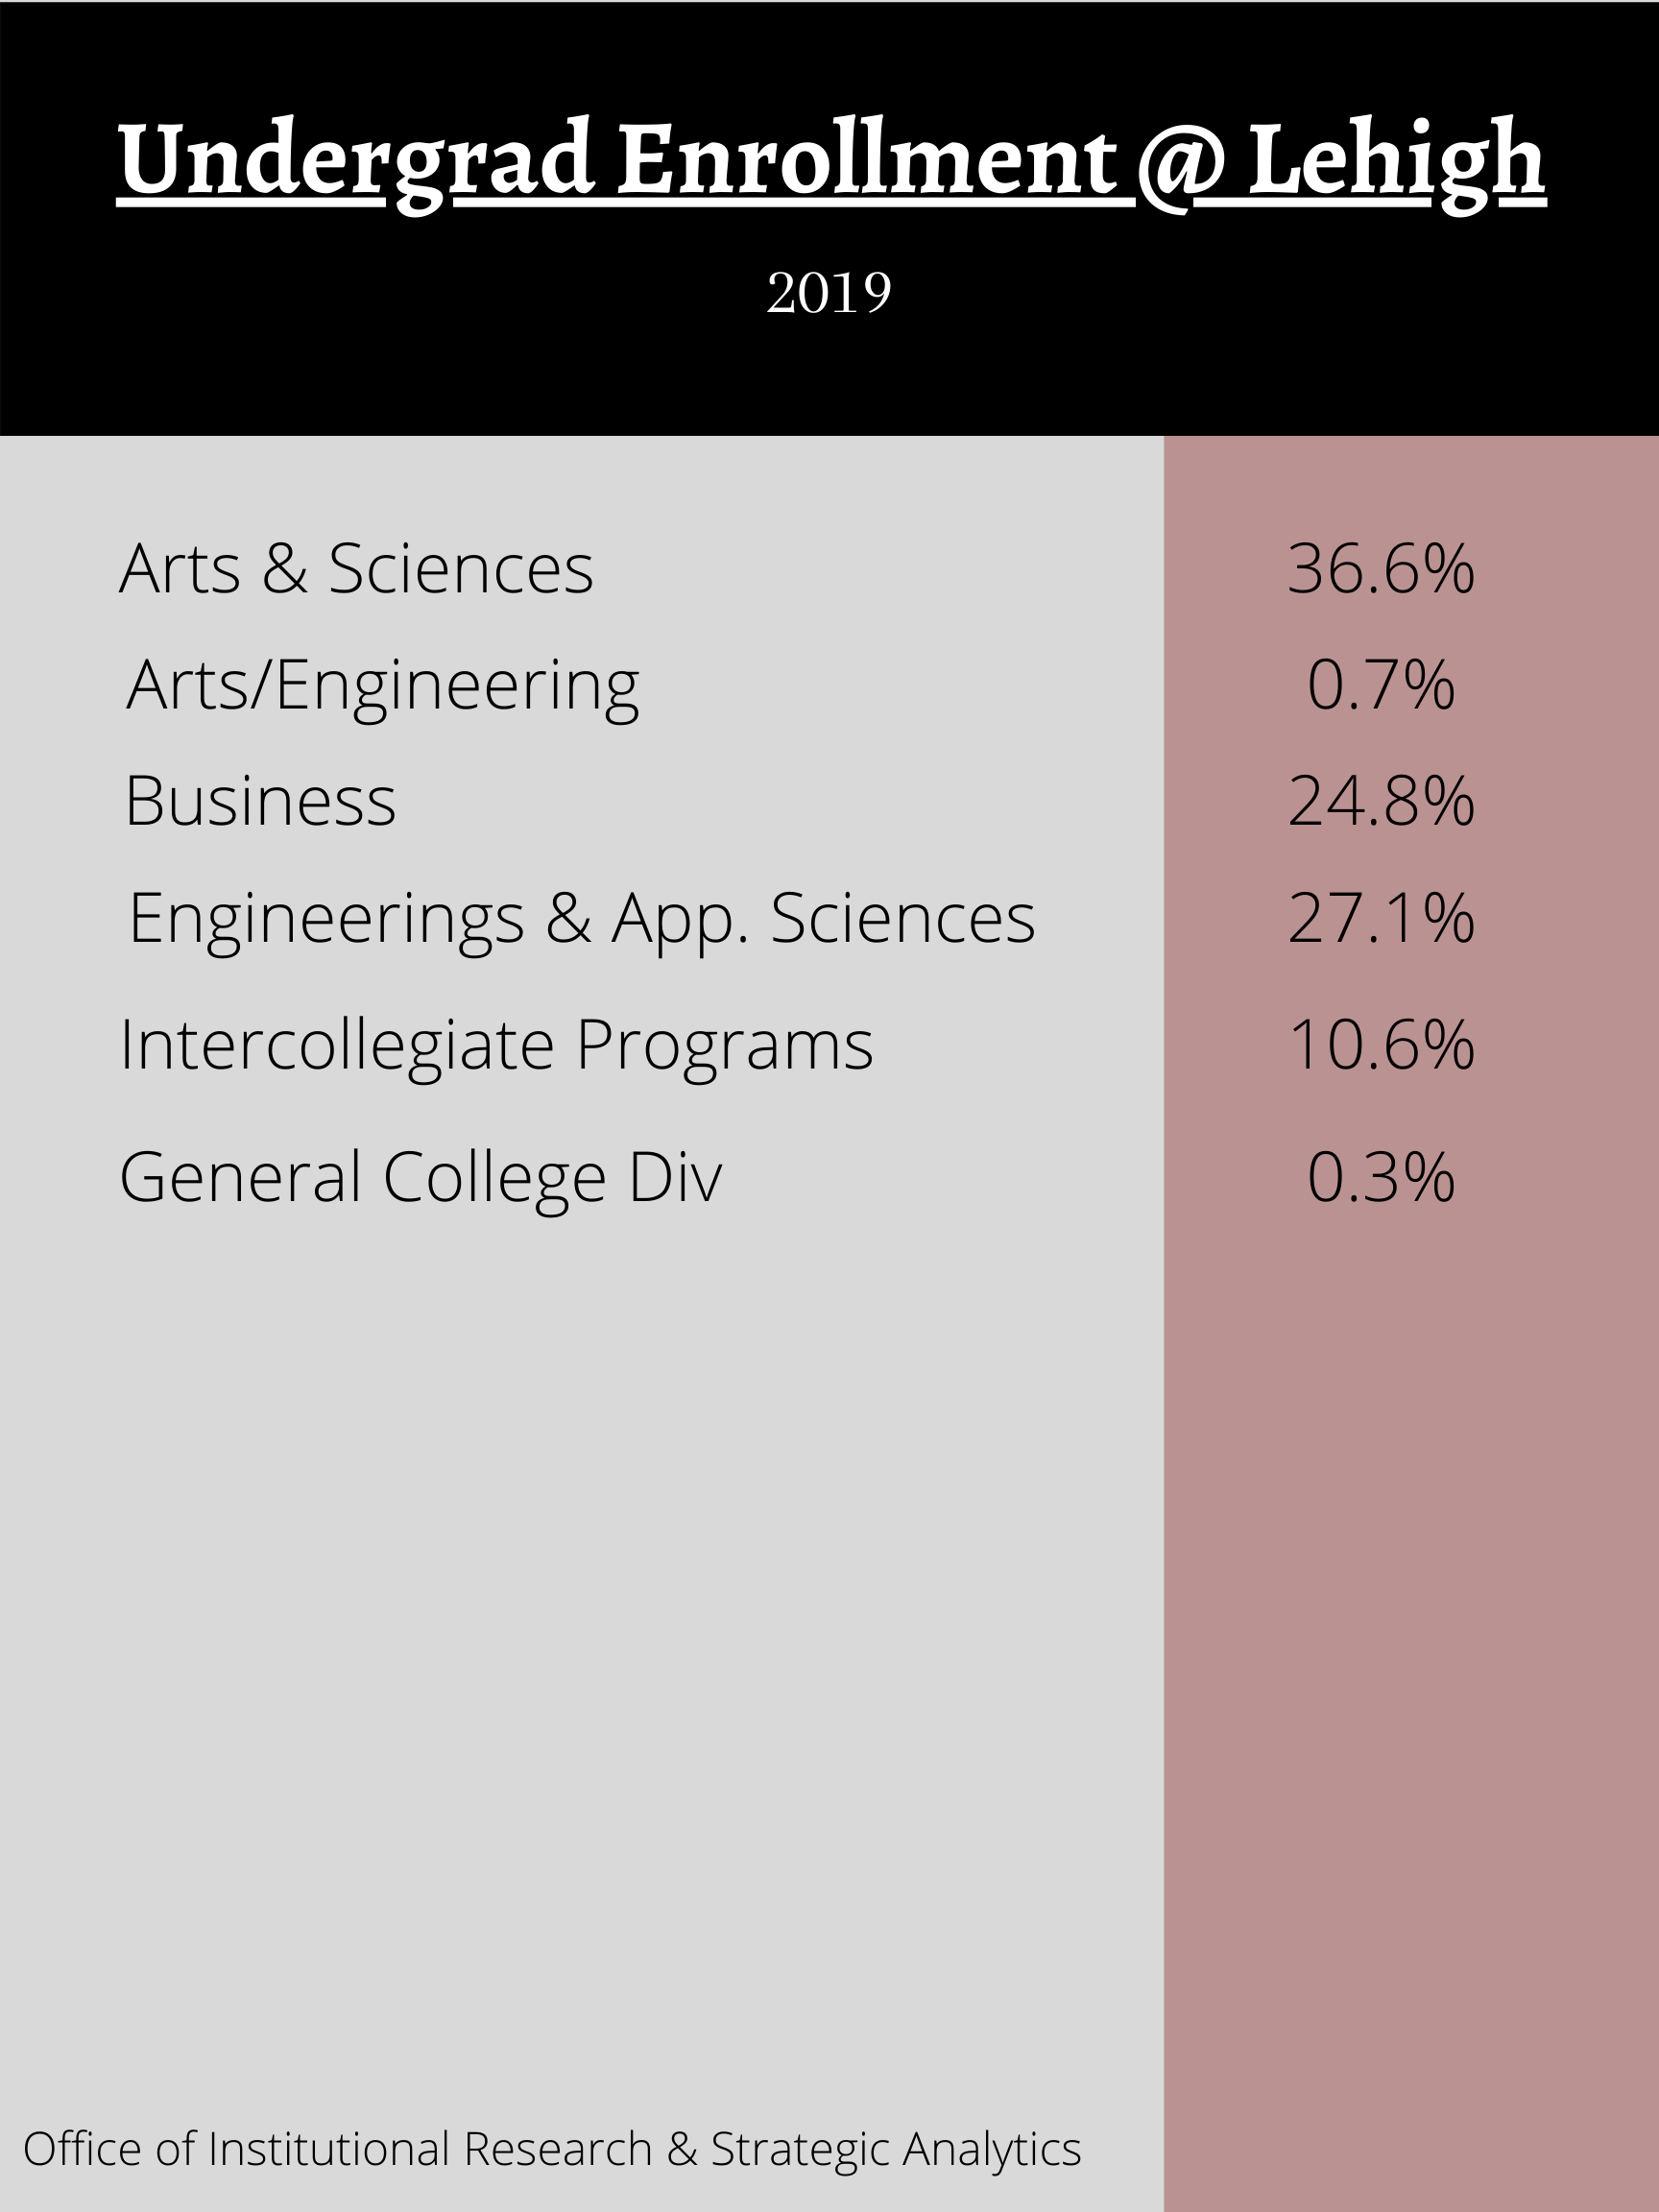 Undergrad Enrollment @ Lehigh
2019
Arts & Sciences 36.6%
Arts/Engineering 0.7%
Business 24.8%
Engineerings & App. Sciences 27.1%
Intercollegiate Programs 10.6%
General College Div 0.3%
Office of Institutional Research & Strategic Analytics